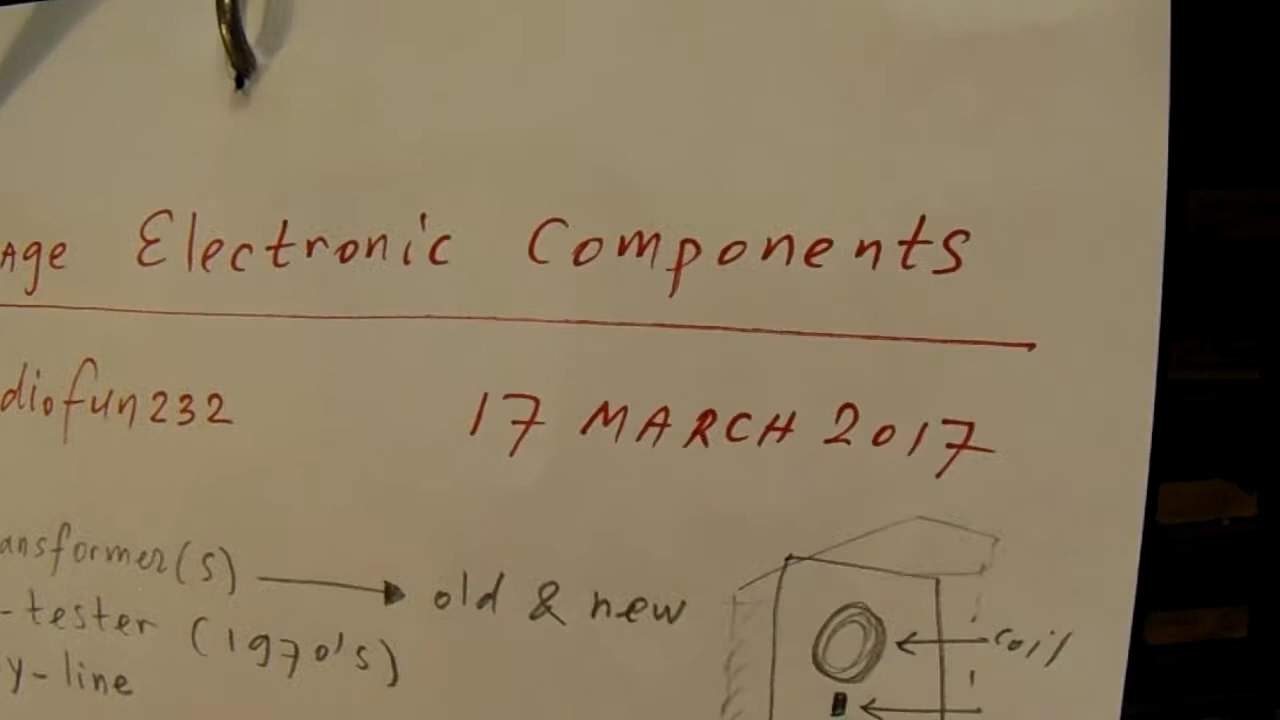 Age Electronic Components
diofun232 17 MARCH 2017
ansformer(s) → old & new
-tester (1970's)
y-line
coil